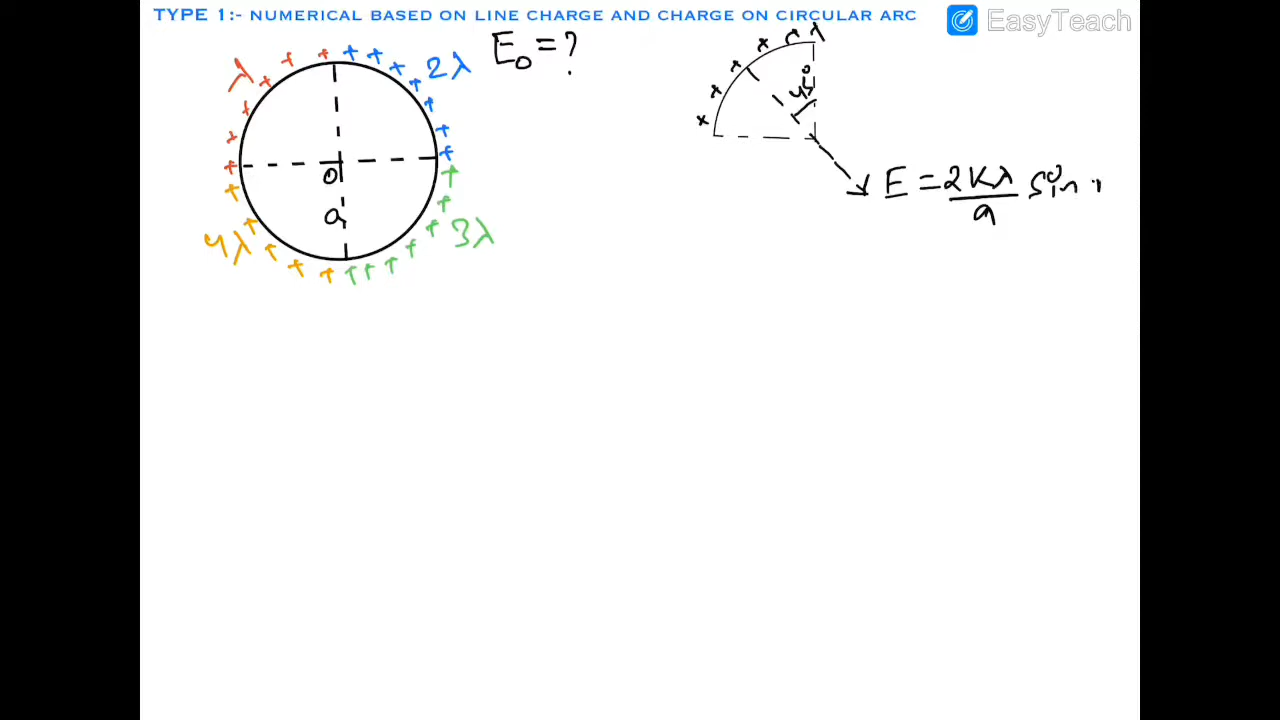 TYPE 1:- NUMERICAL BASED ON LINE CHARGE AND CHARGE ON CIRCULAR ARC
EasyTeach
E₀ = ?
λ
2λ
λ
45°
O
a
4λ
3λ
E = 2Kλ/a sin